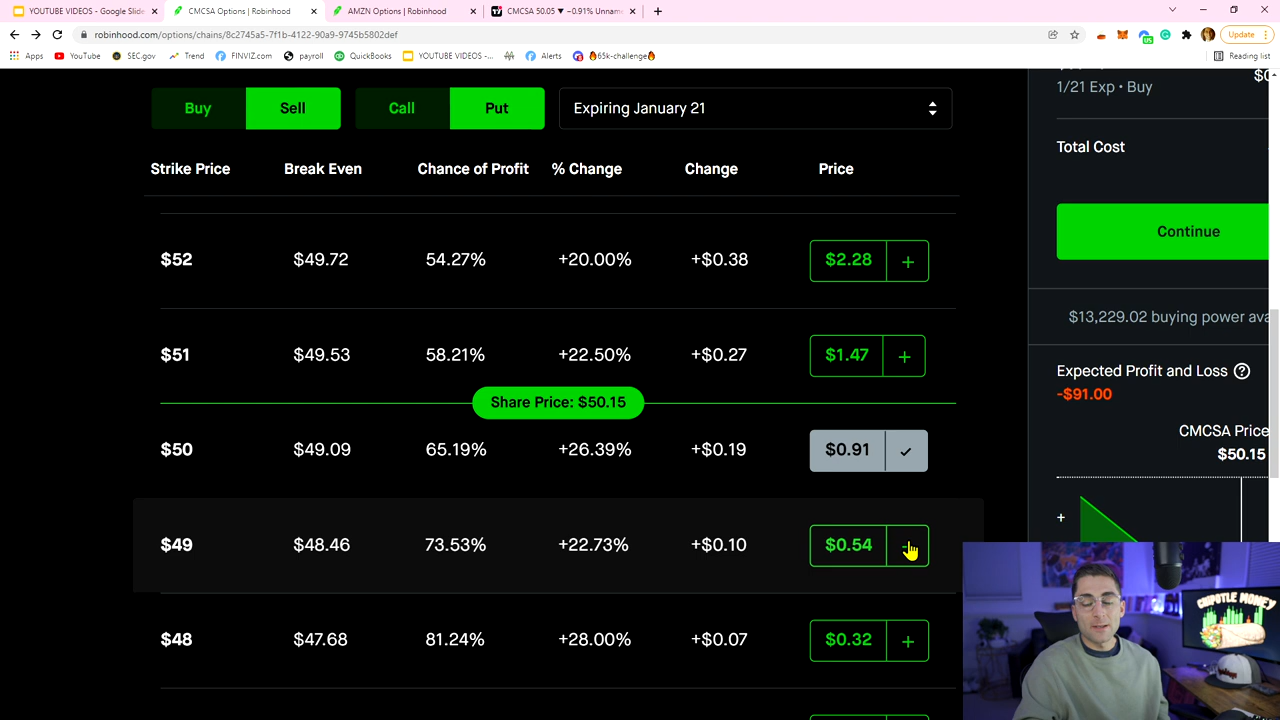 YOUTUBE VIDEOS - Google Slide
CMCSA Options | Robinhood
AMZN Options | Robinhood
CMCSA 50.05 ▼ −0.91% Unnam
robinhood.com/options/chains/8c2745a5-7f1b-4122-90a9-9745b5802def
Update
Apps
YouTube
SEC.gov
Trend
FINVIZ.com
payroll
QuickBooks
YOUTUBE VIDEOS -...
Alerts
🔥65k-challenge🔥
Reading list
Buy
Sell
Call
Put
Expiring January 21
Strike Price
Break Even
Chance of Profit
% Change
Change
Price
$52
$49.72
54.27%
+20.00%
+$0.38
$2.28
+
$51
$49.53
58.21%
+22.50%
+$0.27
$1.47
+
Share Price: $50.15
$50
$49.09
65.19%
+26.39%
+$0.19
$0.91
$49
$48.46
73.53%
+22.73%
+$0.10
$0.54
$48
$47.68
81.24%
+28.00%
+$0.07
$0.32
+
$0
1/21 Exp • Buy
Total Cost
Continue
$13,229.02 buying power ava
Expected Profit and Loss
-$91.00
CMCSA Price
$50.15
+
CHIPOTLE MONEY